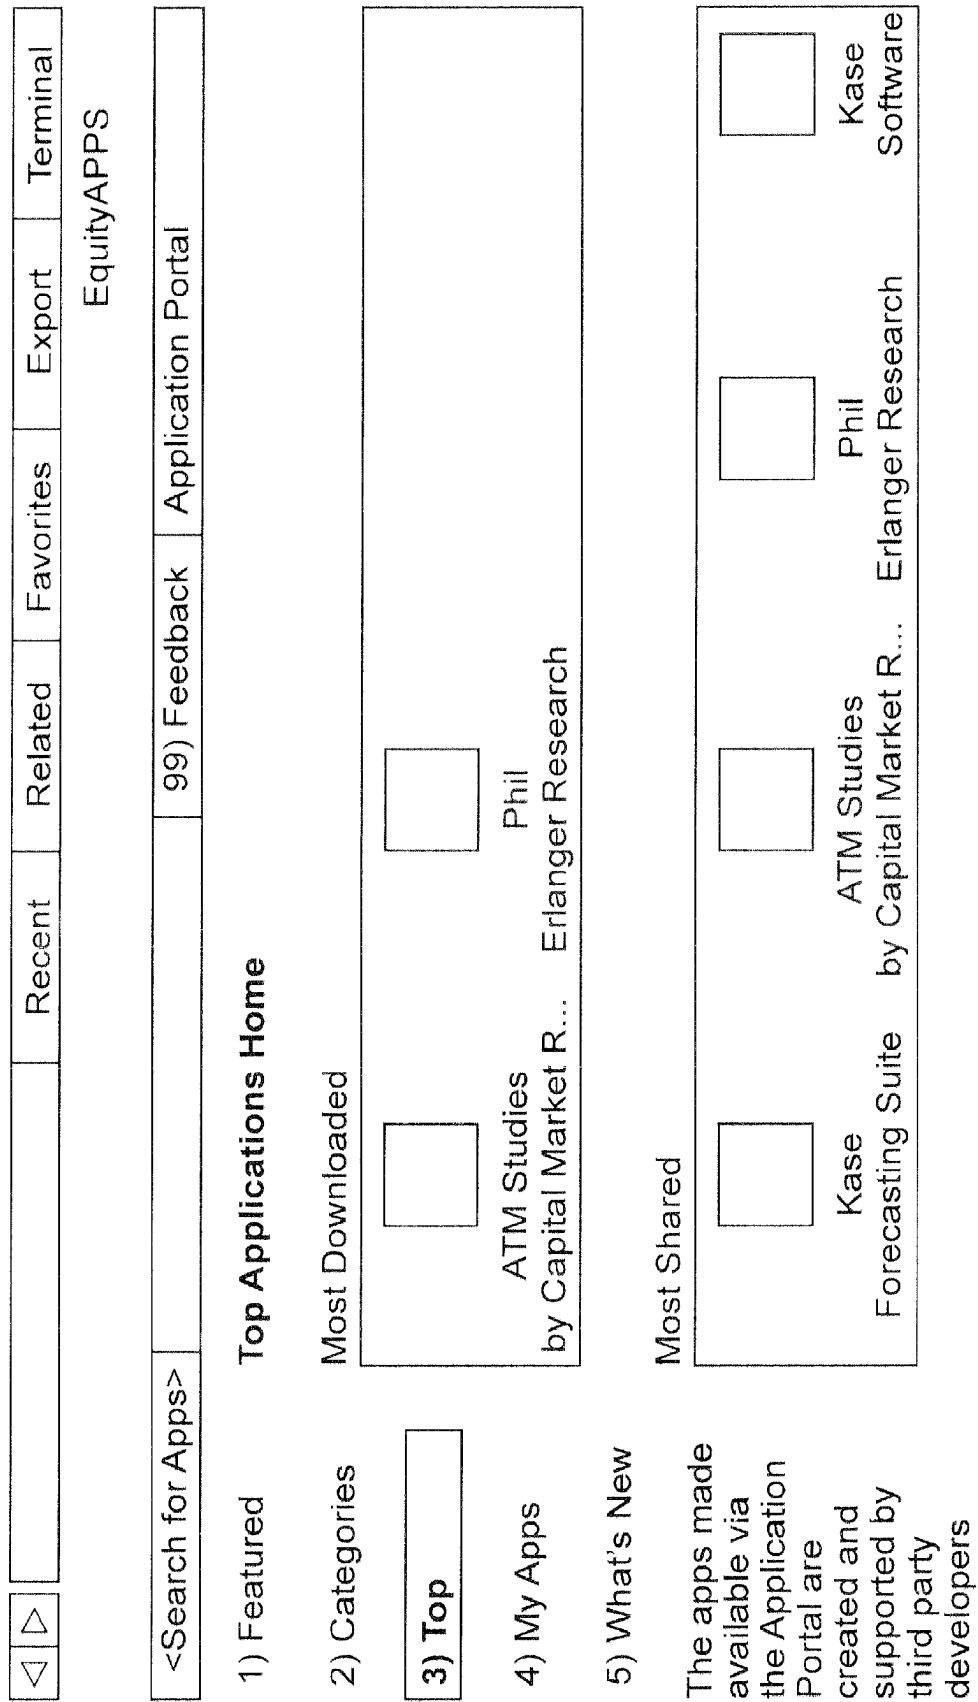 Recent Related Favorites Export Terminal
EquityAPPS
<Search for Apps> 99) Feedback Application Portal
1) Featured
2) Categories
3) Top
4) My Apps
5) What's New
The apps made
available via
the Application
Portal are
created and
supported by
third party
developers
Top Applications Home
Most Downloaded
ATM Studies
by Capital Market R...
Phil
Erlanger Research
Most Shared
Kase
Forecasting Suite
ATM Studies
by Capital Market R...
Phil
Erlanger Research
Kase
Software